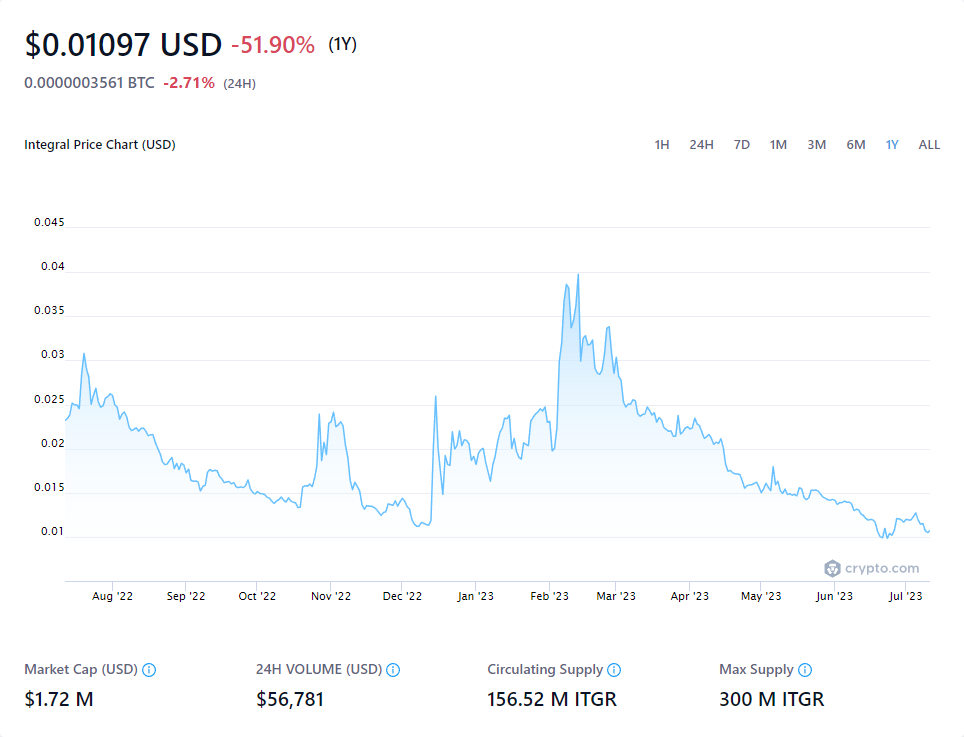 $0.01097 USD -51.90% (1Y)
0.0000003561 BTC -2.71% (24H)
Integral Price Chart (USD) 1H 24H 7D 1M 3M 6M 1Y ALL
0.045
0.04
0.035
0.03
0.025
0.02
0.015
0.01
crypto.com
Aug '22 Sep '22 Oct '22 Nov '22 Dec '22 Jan '23 Feb '23 Mar '23 Apr '23 May '23 Jun '23 Jul '23
Market Cap (USD) 24H VOLUME (USD) Circulating Supply Max Supply
$1.72 M $56,781 156.52 M ITGR 300 M ITGR